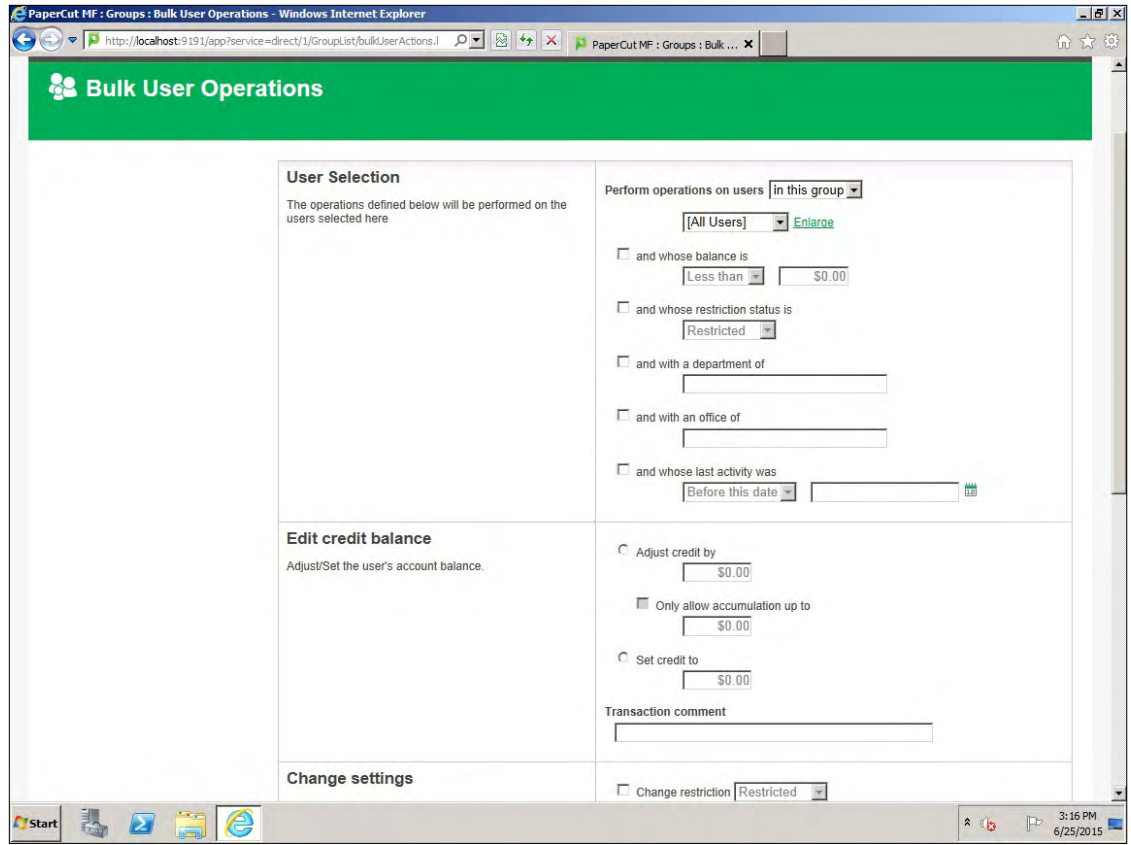 PaperCut MF : Groups : Bulk User Operations - Windows Internet Explorer
http://localhost:9191/app?service=direct/1/GroupList/bulkUserActions.l
PaperCut MF : Groups : Bulk ...
Bulk User Operations
User Selection
The operations defined below will be performed on the
users selected here
Perform operations on users in this group
[All Users] Enlarge
and whose balance is
Less than $0.00
and whose restriction status is
Restricted
and with a department of
and with an office of
and whose last activity was
Before this date
12
Edit credit balance
Adjust/Set the user's account balance.
Adjust credit by
$0.00
Only allow accumulation up to
$0.00
Set credit to
$0.00
Transaction comment
Change settings
Change restriction Restricted
Start
3:16 PM
6/25/2015